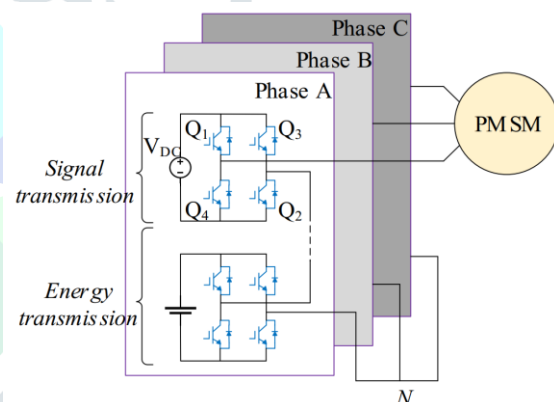 Phase C
Phase B
Phase A
Q1 Q3
VDC
Signal
transmission
Q4 Q2
PMSM
Energy
transmission
N